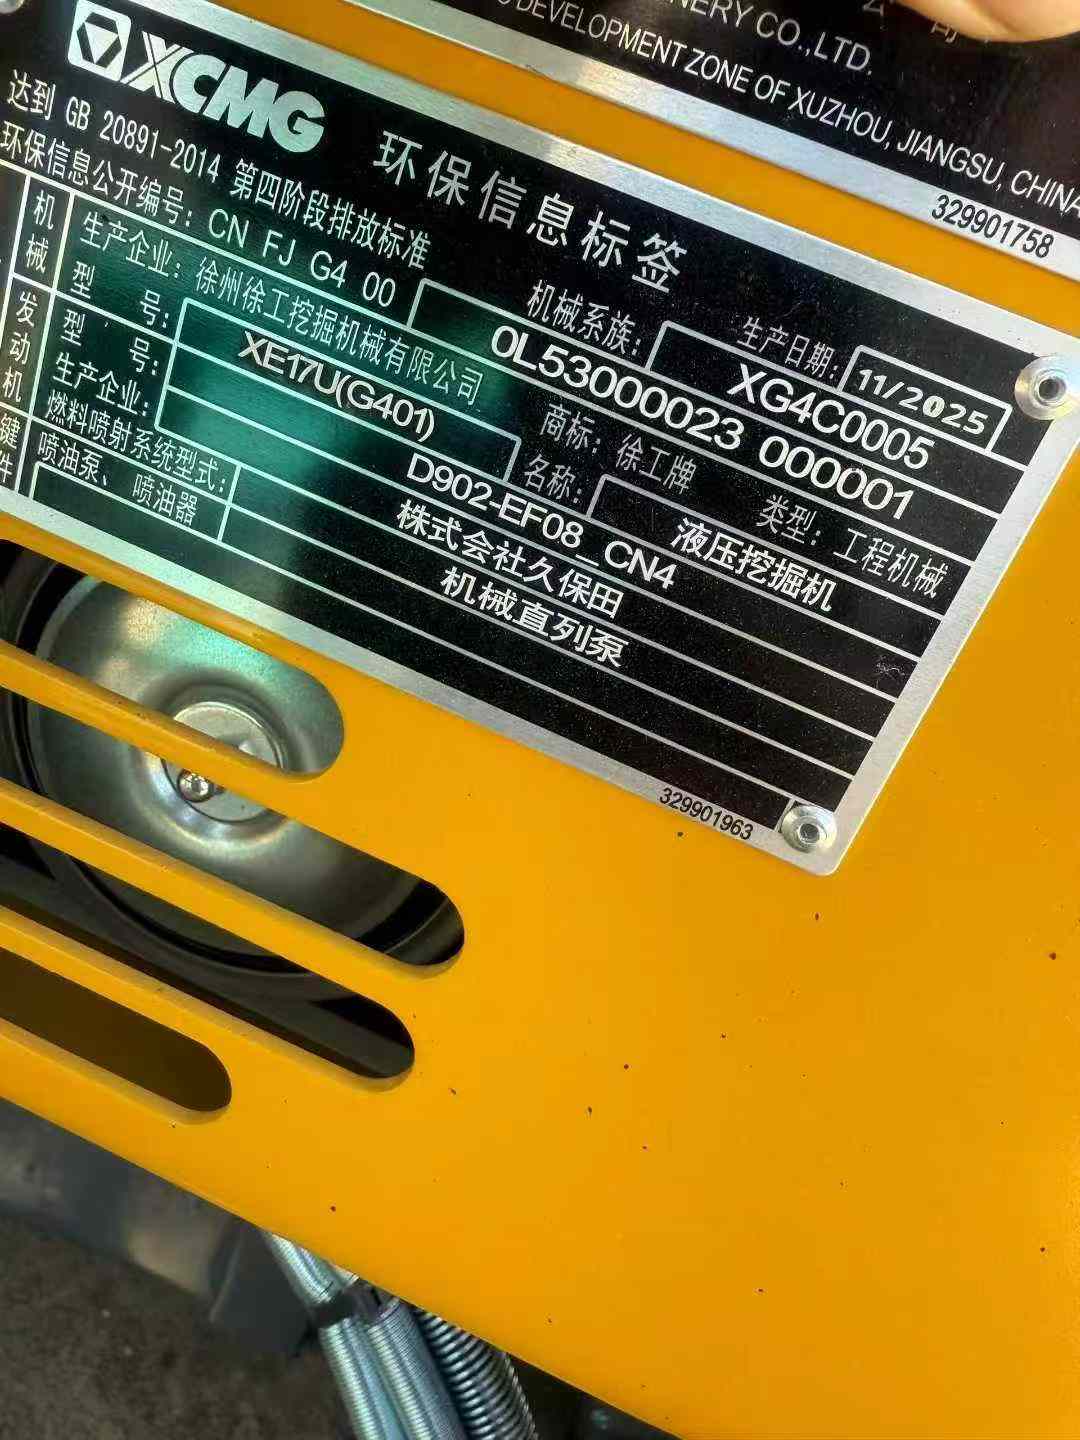 NERY CO.,LTD.
DEVELOPMENT ZONE OF XUZHOU, JIANGSU, CHINA
329901758
XCMG 环保信息标签
达到 GB 20891-2014 第四阶段排放标准
环保信息公开编号: CN FJ G4 00 0L53000023 000001
机械系族: XG4C0005
生产日期: 11/2025
机械
生产企业: 徐州徐工挖掘机械有限公司 商标: 徐工牌 类型: 工程机械
型号: XE17U(G401) 名称: 液压挖掘机
发动机
型号: D902-EF08_CN4
生产企业: 株式会社久保田
键件
燃料喷射系统型式: 机械直列泵
喷油泵、喷油器
329901963